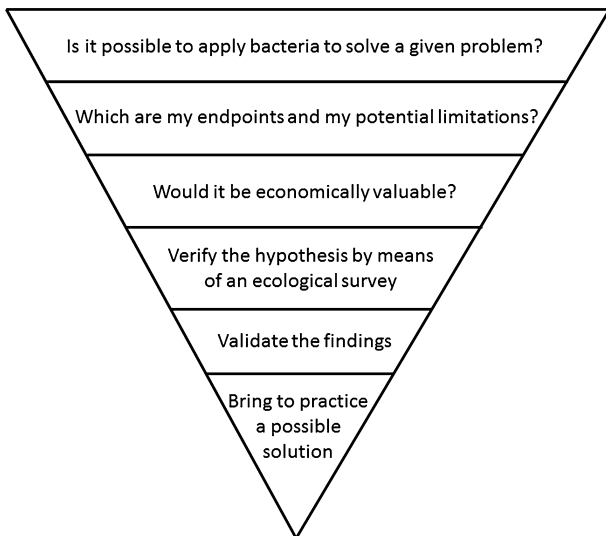 Is it possible to apply bacteria to solve a given problem?
Which are my endpoints and my potential limitations?
Would it be economically valuable?
Verify the hypothesis by means
of an ecological survey
Validate the findings
Bring to practice
a possible
solution